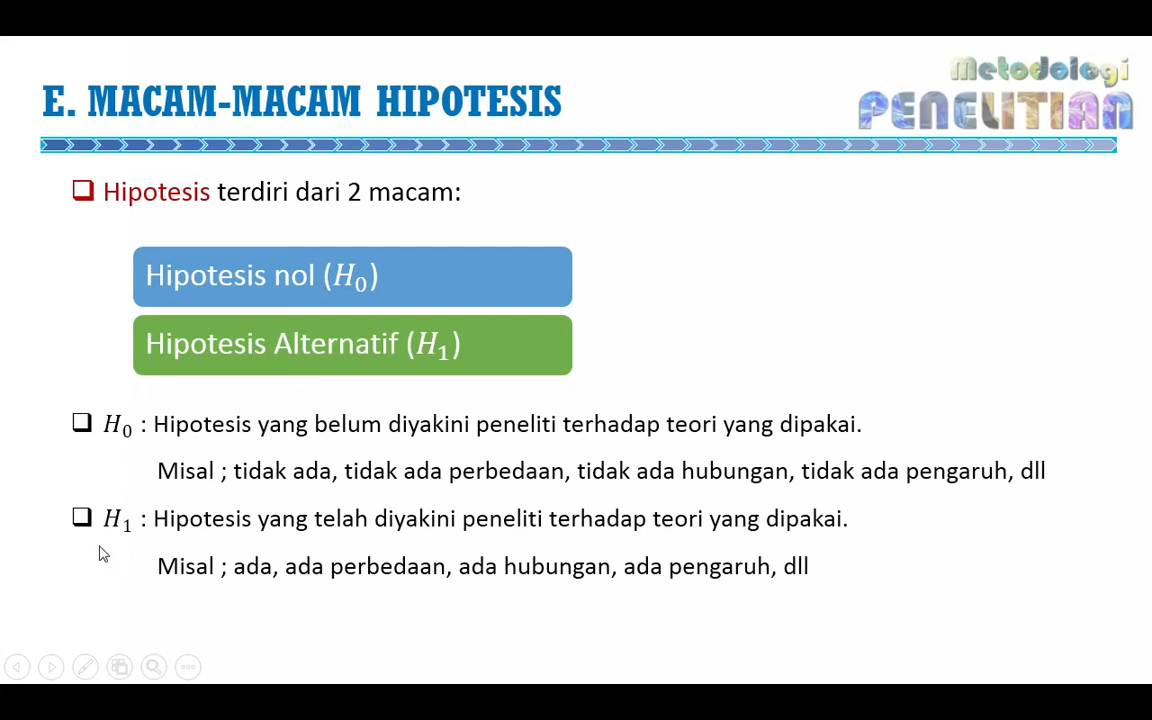 Metodologi
PENELITIAN
E. MACAM-MACAM HIPOTESIS
Hipotesis terdiri dari 2 macam:
Hipotesis nol (H₀)
Hipotesis Alternatif (H₁)
H₀ : Hipotesis yang belum diyakini peneliti terhadap teori yang dipakai.
Misal ; tidak ada, tidak ada perbedaan, tidak ada hubungan, tidak ada pengaruh, dll
H₁ : Hipotesis yang telah diyakini peneliti terhadap teori yang dipakai.
Misal ; ada, ada perbedaan, ada hubungan, ada pengaruh, dll